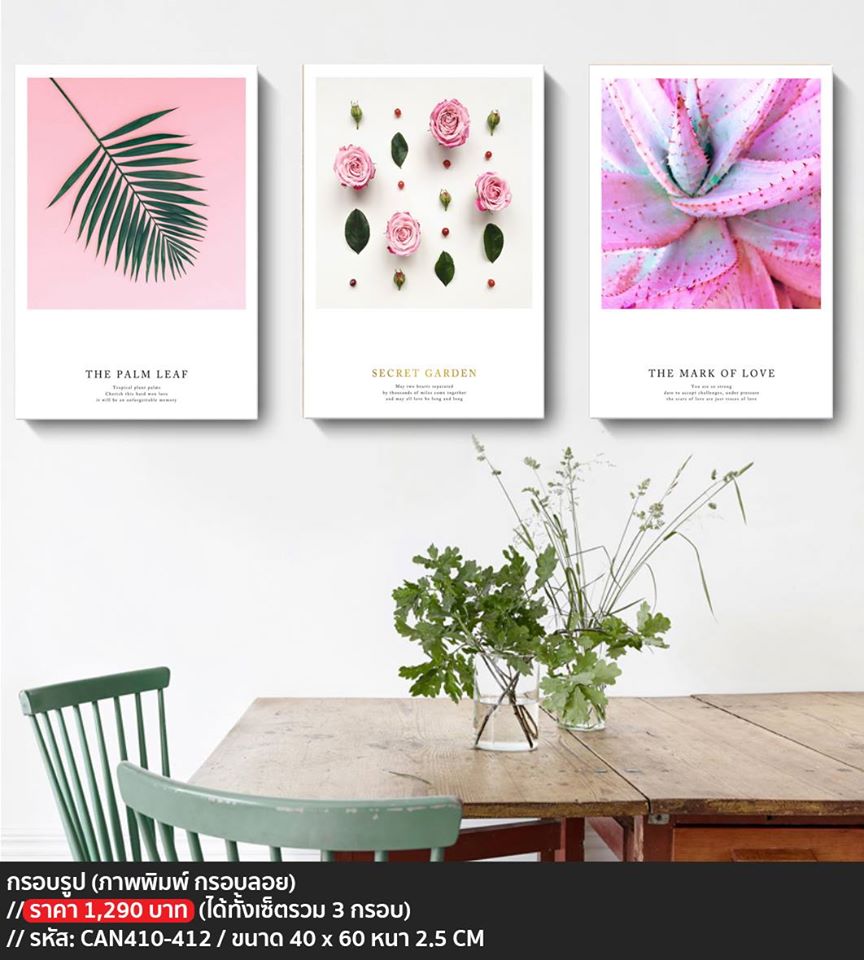 THE PALM LEAF
Tropical plant palms
Cherish this hard won love
it will be an unforgettable memory
SECRET GARDEN
May two hearts separated
by thousands of miles come together
and may all love be long and long
THE MARK OF LOVE
You are so strong
dare to accept challenges, under pressure
the scars of love are just traces of love
กรอบรูป (ภาพพิมพ์ กรอบลอย)
// ราคา 1,290 บาท (ได้ทั้งเซ็ตรวม 3 กรอบ)
// รหัส: CAN410-412 / ขนาด 40 x 60 หนา 2.5 CM